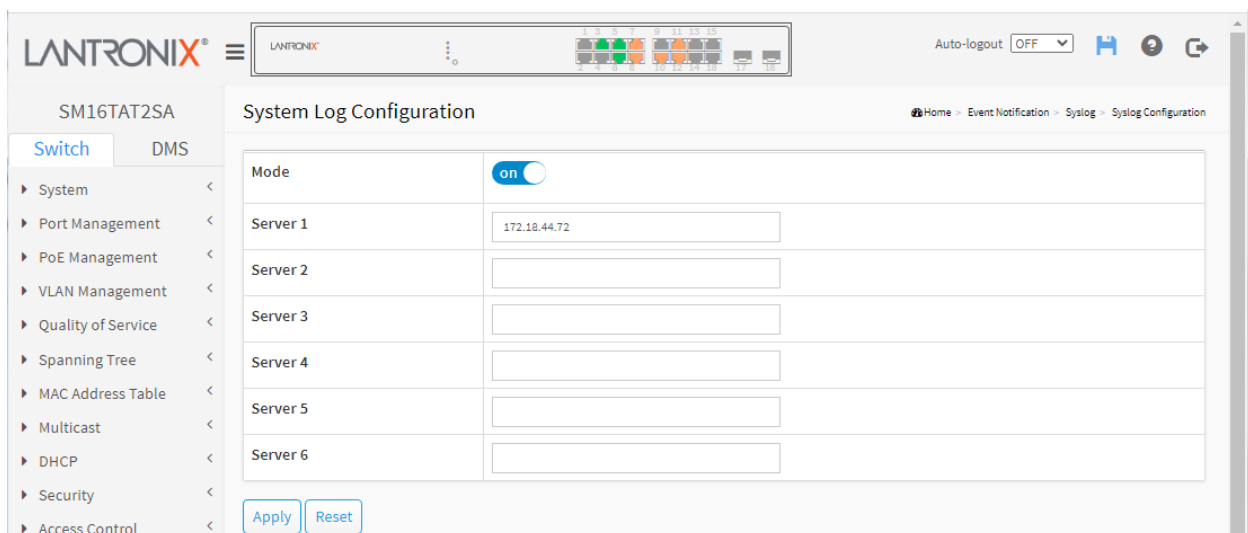 LANTRONIX®
LANTRONIX
1 3 5 7 9 11 13 15
2 4 6 8 10 12 14 16 17 18
Auto-logout OFF
SM16TAT2SA
System Log Configuration
Home > Event Notification > Syslog > Syslog Configuration
Switch DMS
Mode on
System
Server 1 172.18.44.72
Port Management
PoE Management
Server 2
VLAN Management
Server 3
Quality of Service
Spanning Tree
Server 4
MAC Address Table
Server 5
Multicast
Server 6
DHCP
Security
Apply Reset
Access Control